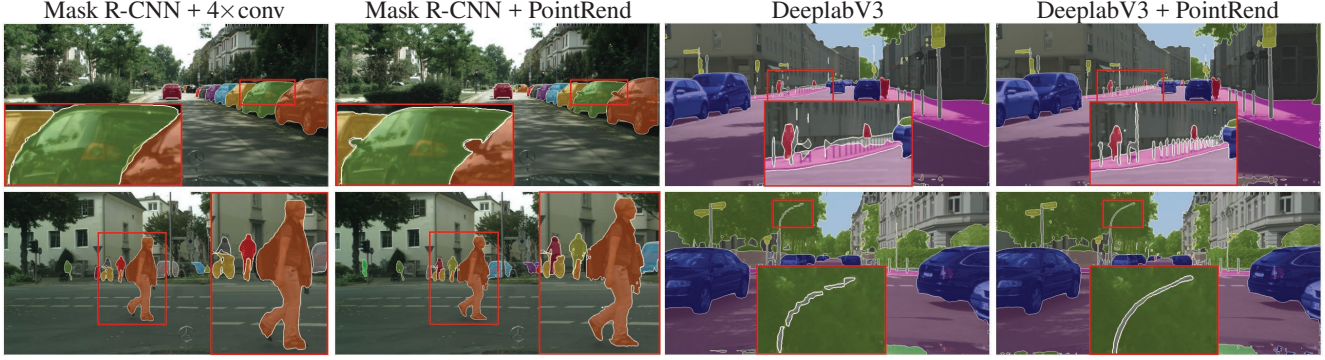 Mask R-CNN + 4×conv
Mask R-CNN + PointRend
DeeplabV3
DeeplabV3 + PointRend